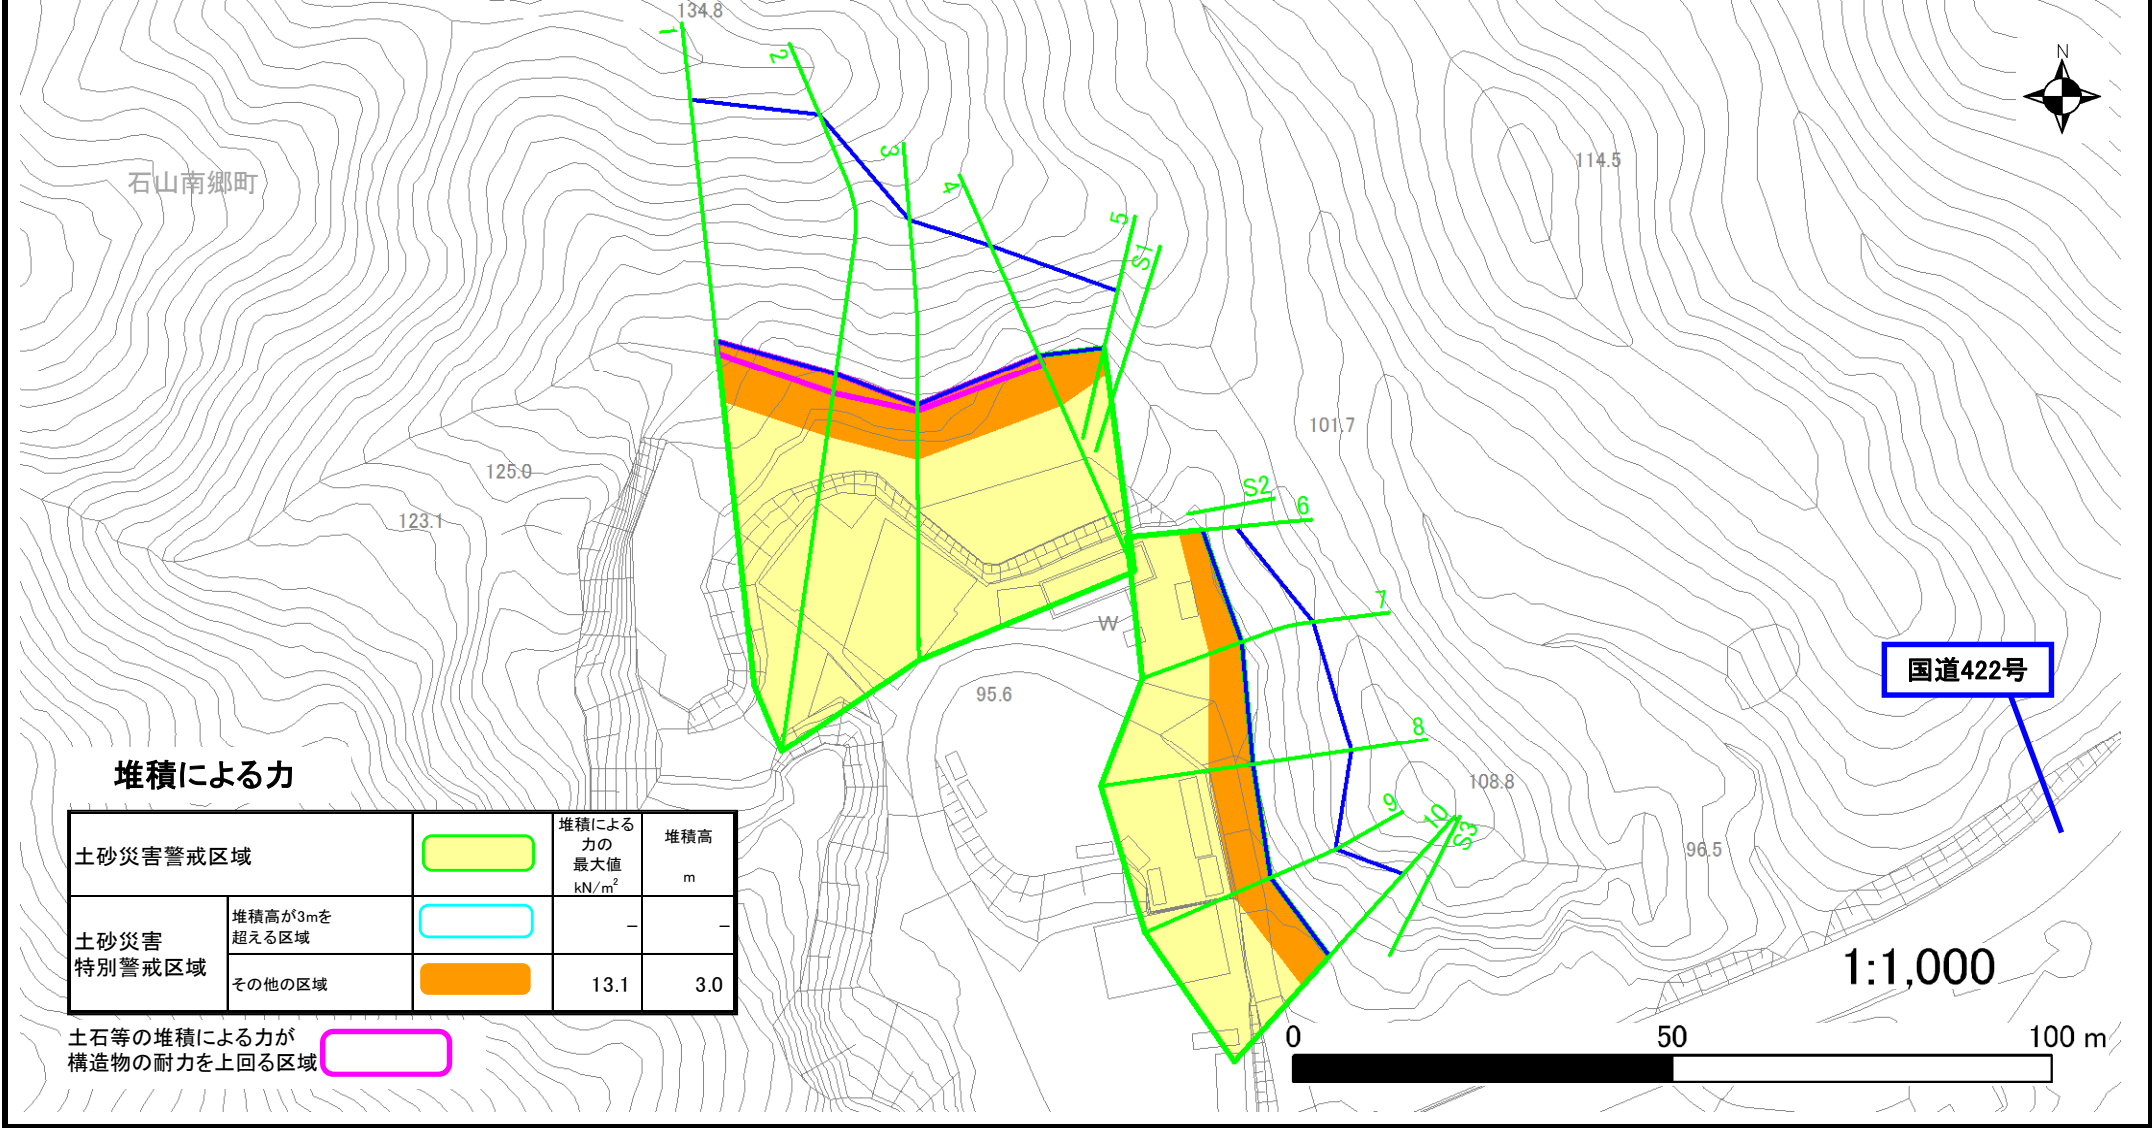 134.8
1
2
3
4
5
S1
N
石山南郷町
114.5
101.7
125.0
123.1
S2
6
7
W
95.6
国道422号
8
108.8
9
10
S3
96.5
堆積による力
土砂災害警戒区域
堆積による
力の
最大値
kN/m²
堆積高
m
土砂災害
特別警戒区域
堆積高が3mを
超える区域
－
－
その他の区域
13.1
3.0
土石等の堆積による力が
構造物の耐力を上回る区域
1:1,000
0 50 100 m